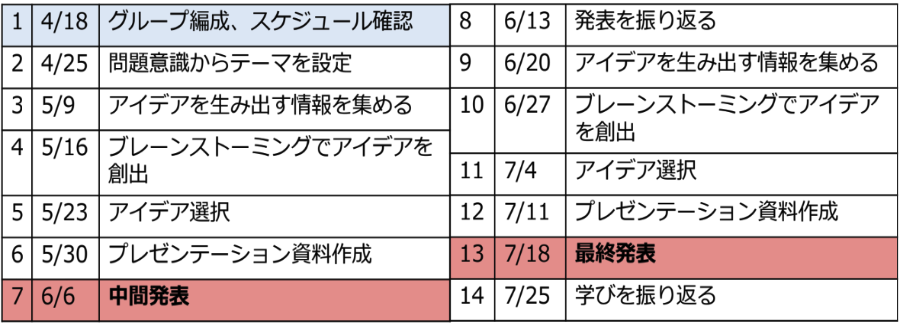 1 4/18 グループ編成、スケジュール確認
2 4/25 問題意識からテーマを設定
3 5/9 アイデアを生み出す情報を集める
4 5/16 ブレーンストーミングでアイデアを
創出
5 5/23 アイデア選択
6 5/30 プレゼンテーション資料作成
7 6/6 中間発表
8 6/13 発表を振り返る
9 6/20 アイデアを生み出す情報を集める
10 6/27 ブレーンストーミングでアイデア
を創出
11 7/4 アイデア選択
12 7/11 プレゼンテーション資料作成
13 7/18 最終発表
14 7/25 学びを振り返る